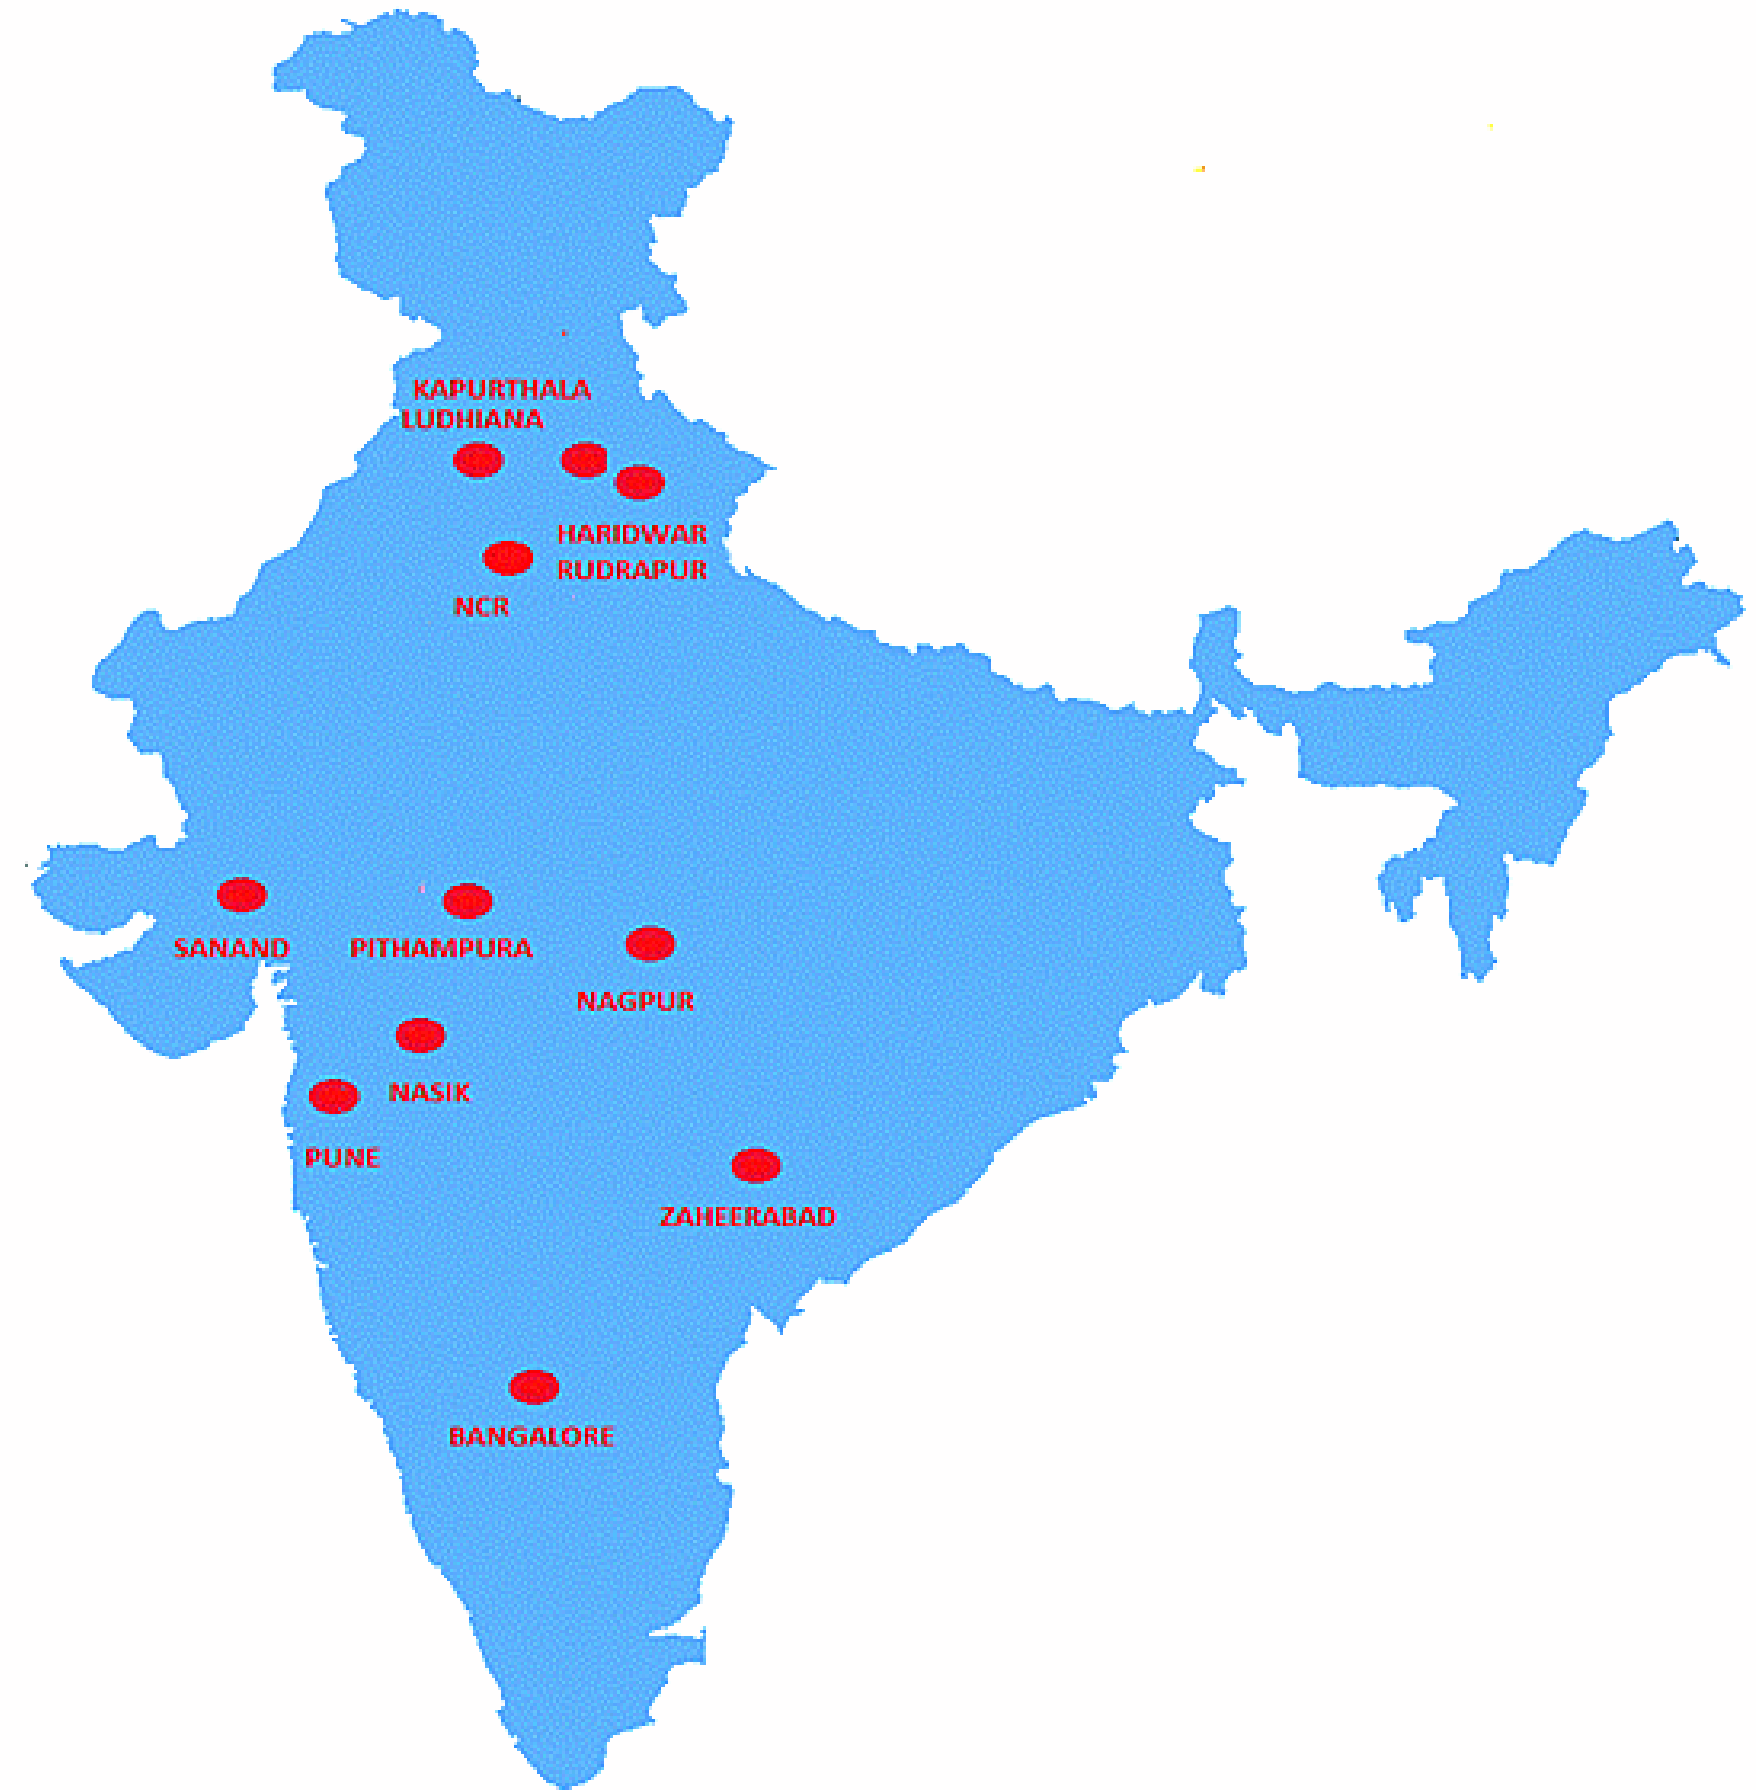 KAPURTHALA
LUDHIANA
HARIDWAR
RUDRAPUR
NCR
SANAND
PITHAMPURA
NAGPUR
NASIK
PUNE
ZAHEERABAD
BANGALORE